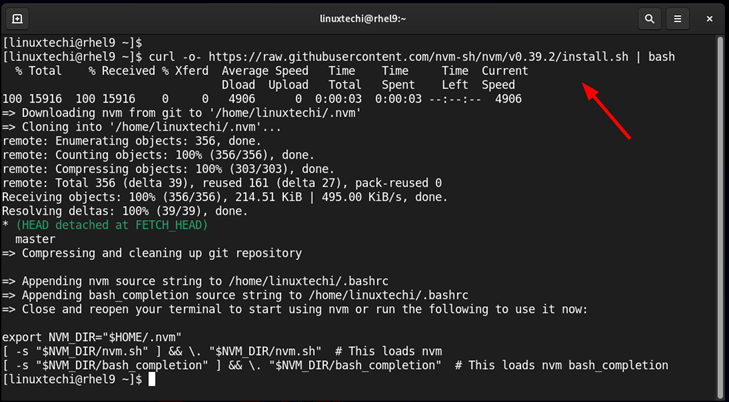 linuxtechi@rhel9:~
[linuxtechi@rhel9 ~]$
[linuxtechi@rhel9 ~]$ curl -o- https://raw.githubusercontent.com/nvm-sh/nvm/v0.39.2/install.sh | bash
  % Total    % Received % Xferd  Average Speed   Time    Time     Time  Current
                                 Dload  Upload   Total   Spent    Left  Speed
100 15916  100 15916    0     0   4906      0  0:00:03  0:00:03 --:--:--  4906
=> Downloading nvm from git to '/home/linuxtechi/.nvm'
=> Cloning into '/home/linuxtechi/.nvm'...
remote: Enumerating objects: 356, done.
remote: Counting objects: 100% (356/356), done.
remote: Compressing objects: 100% (303/303), done.
remote: Total 356 (delta 39), reused 161 (delta 27), pack-reused 0
Receiving objects: 100% (356/356), 214.51 KiB | 495.00 KiB/s, done.
Resolving deltas: 100% (39/39), done.
* (HEAD detached at FETCH_HEAD)
  master
=> Compressing and cleaning up git repository

=> Appending nvm source string to /home/linuxtechi/.bashrc
=> Appending bash_completion source string to /home/linuxtechi/.bashrc
=> Close and reopen your terminal to start using nvm or run the following to use it now:

export NVM_DIR="$HOME/.nvm"
[ -s "$NVM_DIR/nvm.sh" ] && \. "$NVM_DIR/nvm.sh"  # This loads nvm
[ -s "$NVM_DIR/bash_completion" ] && \. "$NVM_DIR/bash_completion"  # This loads nvm bash_completion
[linuxtechi@rhel9 ~]$